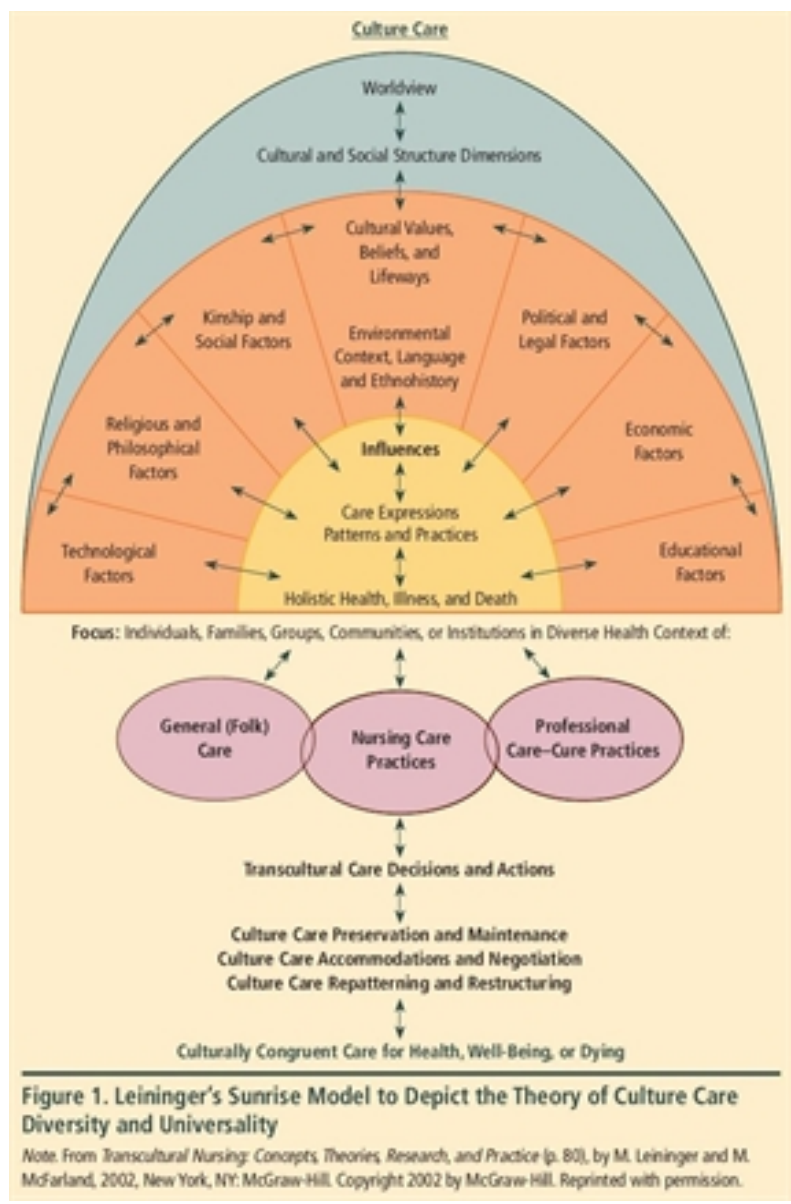 Culture Care
Worldview
Cultural and Social Structure Dimensions
Cultural Values,
Beliefs, and
Lifeways
Kinship and
Social Factors
Environmental
Context, Language
and Ethnohistory
Political and
Legal Factors
Religious and
Philosophical
Factors
Influences
Economic
Factors
Care Expressions
Patterns and Practices
Technological
Factors
Educational
Factors
Holistic Health, Illness, and Death
Focus: Individuals, Families, Groups, Communities, or Institutions in Diverse Health Context of:
General (Folk)
Care
Nursing Care
Practices
Professional
Care–Cure Practices
Transcultural Care Decisions and Actions
Culture Care Preservation and Maintenance
Culture Care Accommodations and Negotiation
Culture Care Repatterning and Restructuring
Culturally Congruent Care for Health, Well-Being, or Dying
Figure 1. Leininger's Sunrise Model to Depict the Theory of Culture Care
Diversity and Universality
Note. From Transcultural Nursing: Concepts, Theories, Research, and Practice (p. 80), by M. Leininger and M.
McFarland, 2002, New York, NY: McGraw-Hill. Copyright 2002 by McGraw-Hill. Reprinted with permission.